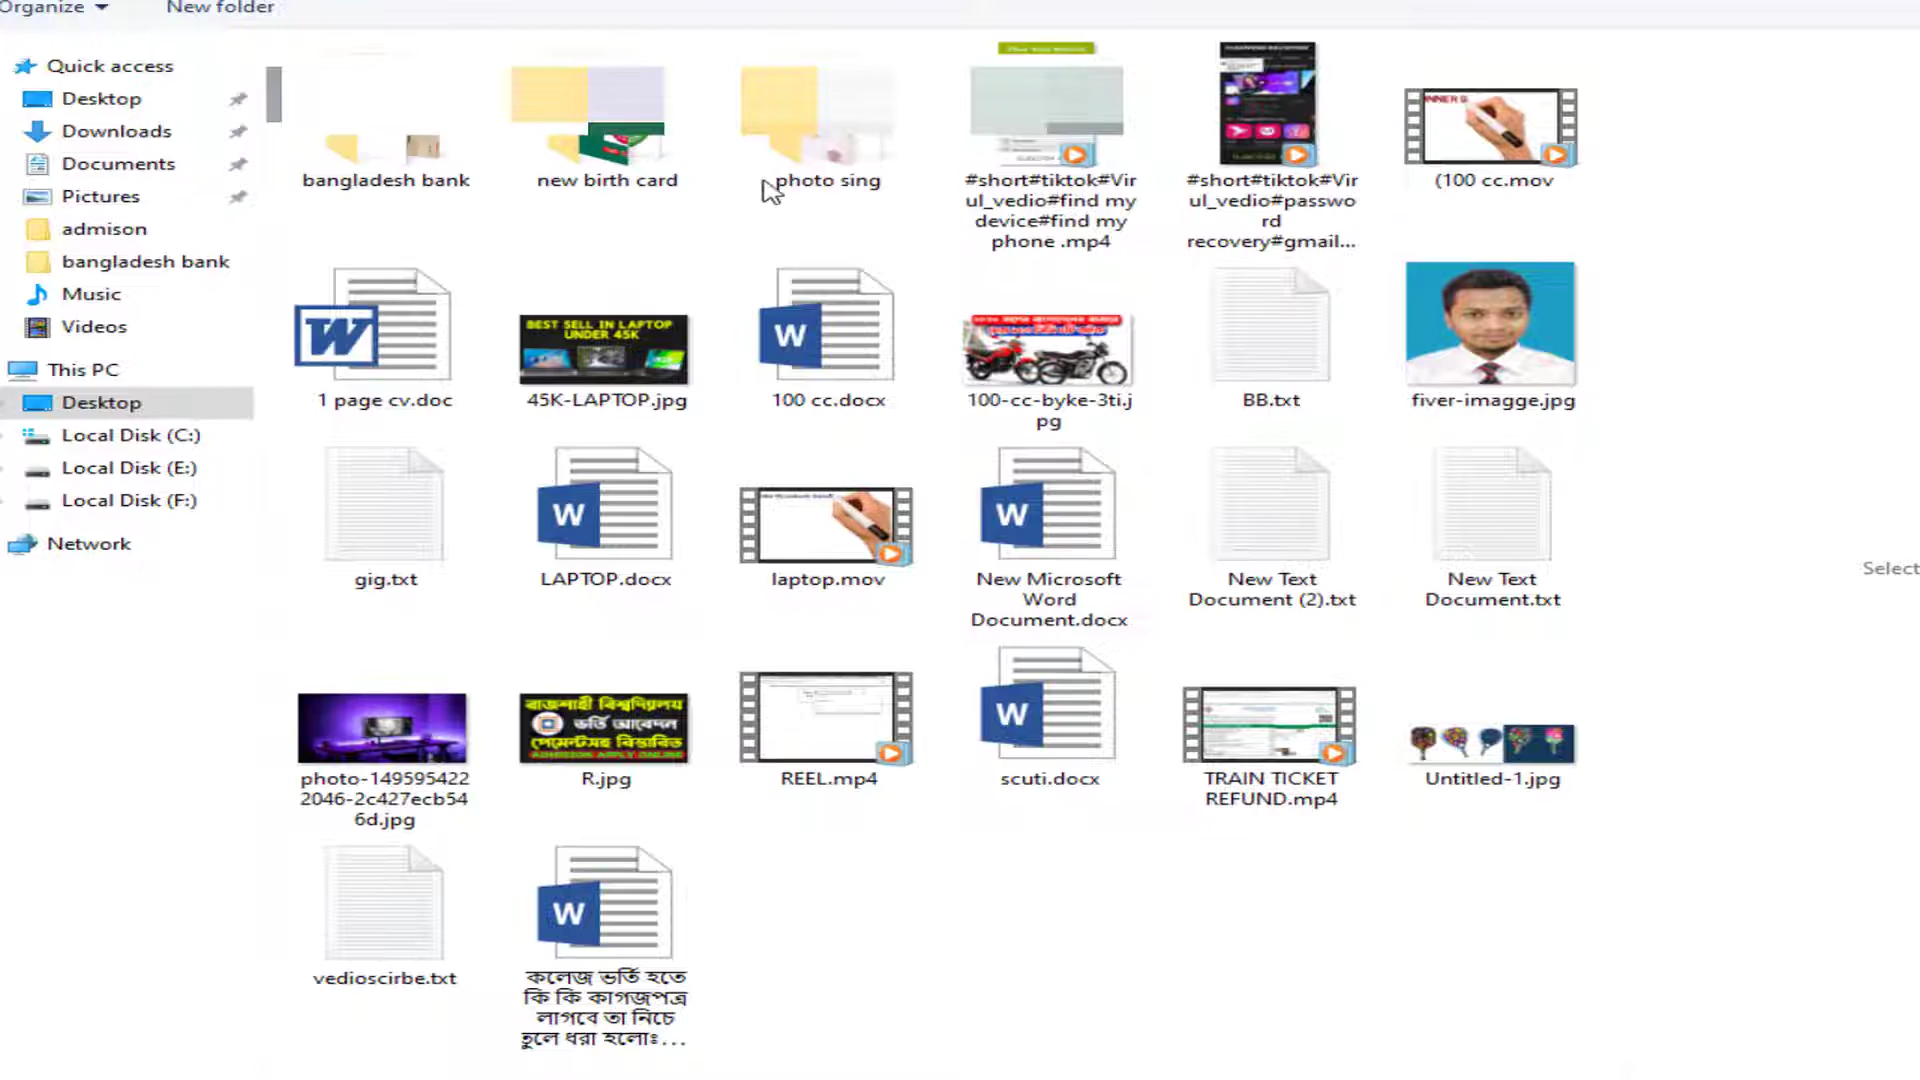 Organize
New folder
Quick access
Desktop
Downloads
Documents
Pictures
admison
bangladesh bank
Music
Videos
This PC
Desktop
Local Disk (C:)
Local Disk (E:)
Local Disk (F:)
Network
bangladesh bank
new birth card
photo sing
#short#tiktok#Vir
ul_vedio#find my
device#find my
phone .mp4
#short#tiktok#Vir
ul_vedio#passwo
rd
recovery#gmail...
INNER G
(100 cc.mov
W
1 page cv.doc
BEST SELL IN LAPTOP
UNDER 45K
45K-LAPTOP.jpg
W
100 cc.docx
100-cc-byke-3ti.j
pg
BB.txt
fiver-imagge.jpg
gig.txt
W
LAPTOP.docx
laptop.mov
W
New Microsoft
Word
Document.docx
New Text
Document (2).txt
New Text
Document.txt
Select
photo-149595422
2046-2c427ecb54
6d.jpg
রাজশাহী বিশ্ববিদ্যালয়
ভর্তি আবেদন
পেমেন্টসহ বিস্তারিত
ADMISSION APPLY ONLINE
R.jpg
REEL.mp4
W
scuti.docx
TRAIN TICKET
REFUND.mp4
Untitled-1.jpg
vedioscirbe.txt
W
কলেজ ভর্তি হতে
কি কি কাগজপত্র
লাগবে তা নিচে
তুলে ধরা হলোঃ...